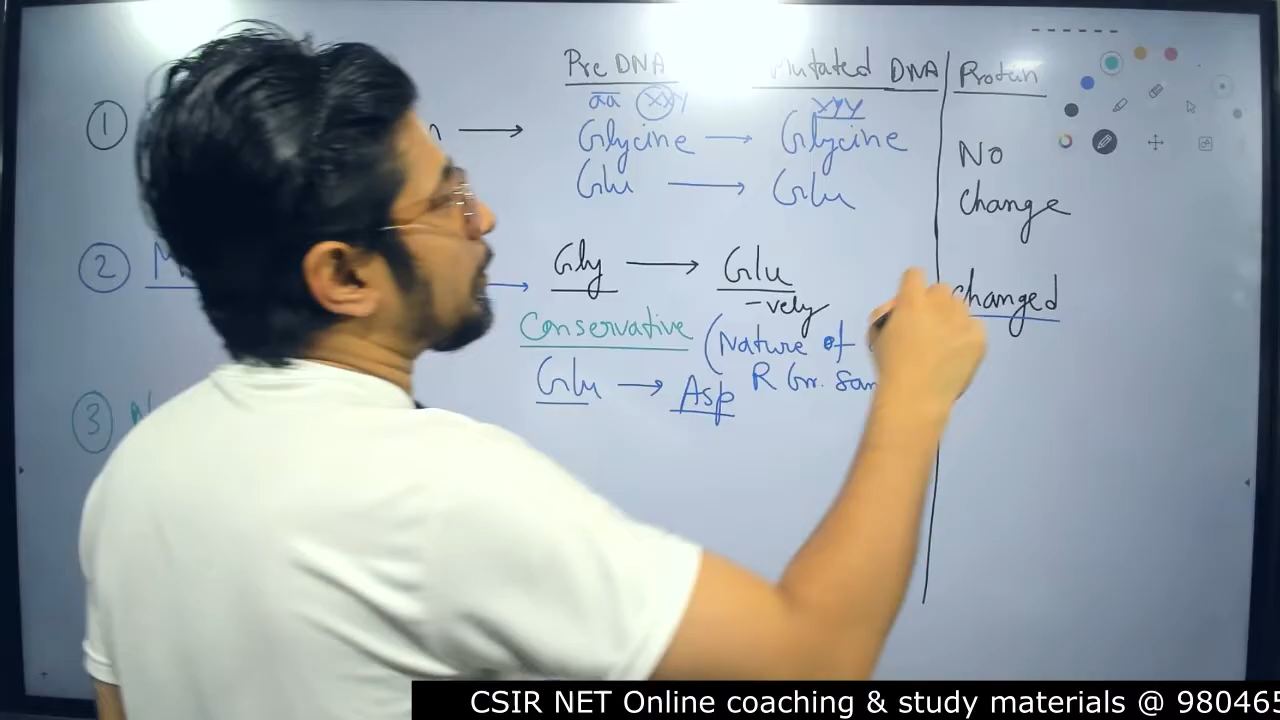 Pre DNA Mutated DNA Protein
aa XXY XYY
① → Glycine → Glycine No
Glu → Glu change
② → Gly → Glu changed
-vely
Conservative (Nature of
Glu → Asp R Gr. Sam
③
CSIR NET Online coaching & study materials @ 980465